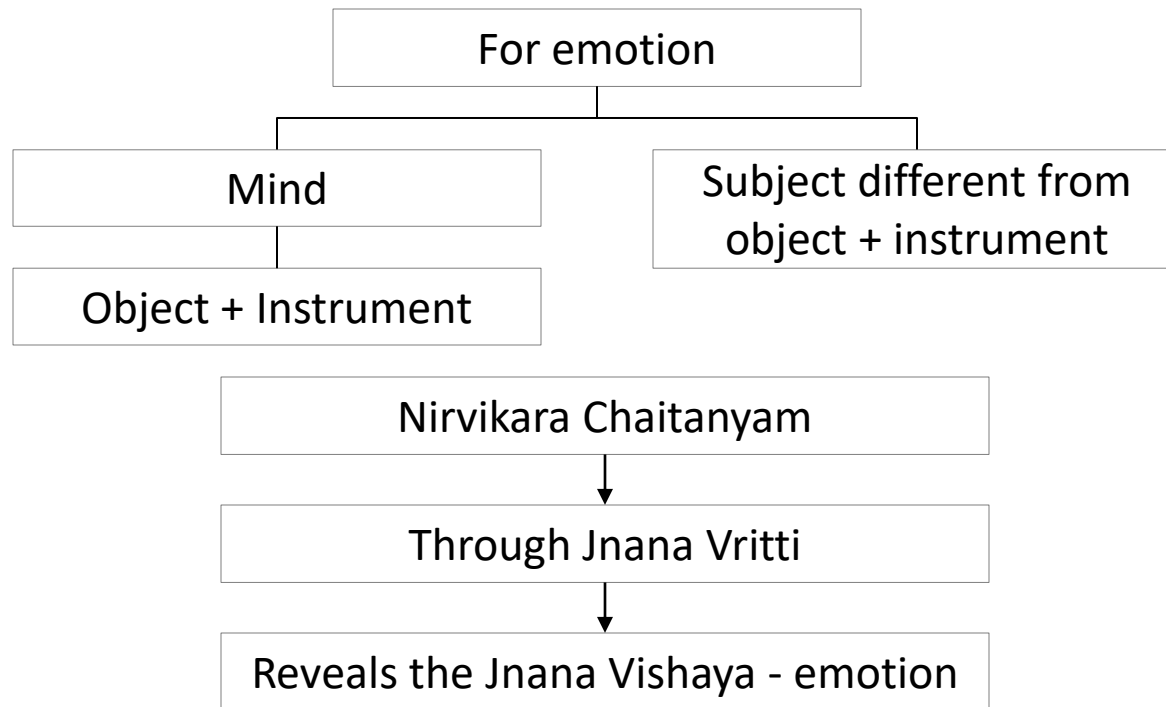 For emotion
Mind
Subject different from
object + instrument
Object + Instrument
Nirvikara Chaitanyam
Through Jnana Vritti
Reveals the Jnana Vishaya - emotion